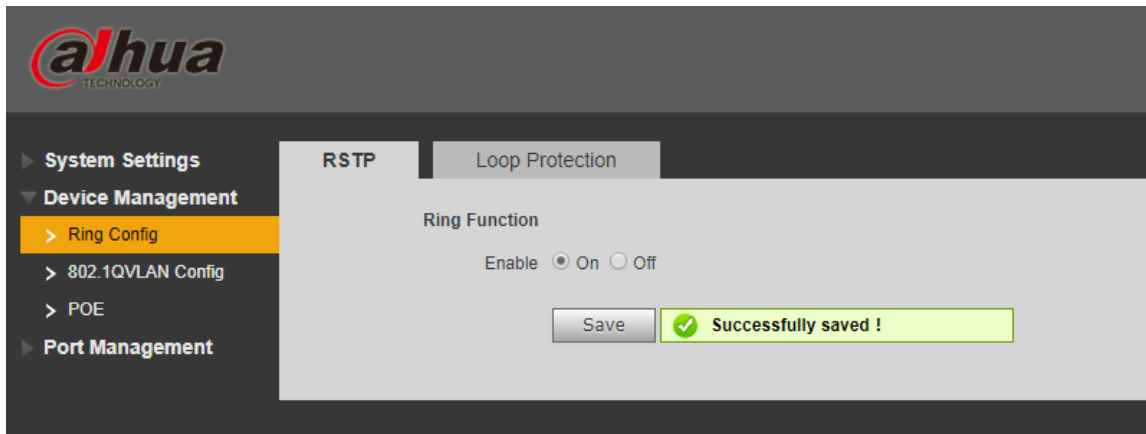 alhua
TECHNOLOGY
System Settings
Device Management
Ring Config
802.1QVLAN Config
POE
Port Management
RSTP
Loop Protection
Ring Function
Enable On Off
Save
Successfully saved !